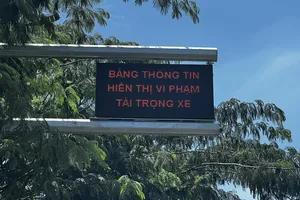 BẢNG THÔNG TIN
HIỂN THỊ VI PHẠM
TẢI TRỌNG XE